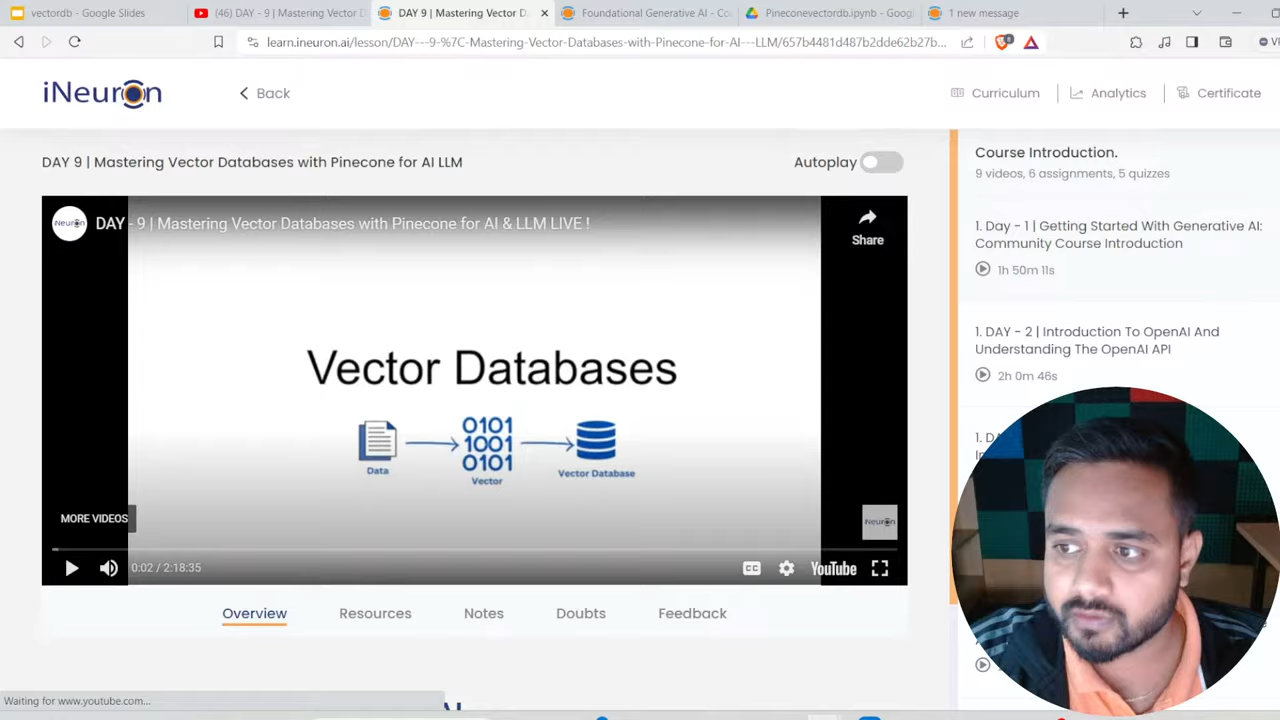 vectordb - Google Slides
(46) DAY - 9 | Mastering Vector D
DAY 9 | Mastering Vector D
Foundational Generative AI - Co
Pineconevectordb.ipynb - Goog
1 new message
learn.ineuron.ai/lesson/DAY---9-%7C-Mastering-Vector-Databases-with-Pinecone-for-AI---LLM/657b4481d487b2dde62b27b...
iNeuron
Back
Curriculum
Analytics
Certificate
DAY 9 | Mastering Vector Databases with Pinecone for AI LLM
Autoplay
Course Introduction.
9 videos, 6 assignments, 5 quizzes
iNeuron
DAY - 9 | Mastering Vector Databases with Pinecone for AI & LLM LIVE !
Share
1. Day - 1 | Getting Started With Generative AI:
Community Course Introduction
1h 50m 11s
1. DAY - 2 | Introduction To OpenAI And
Understanding The OpenAI API
2h 0m 46s
Vector Databases
0101
1001
0101
Data
Vector
Vector Database
MORE VIDEOS
iNeuron
0:02 / 2:18:35
CC
YouTube
Overview
Resources
Notes
Doubts
Feedback
Waiting for www.youtube.com...